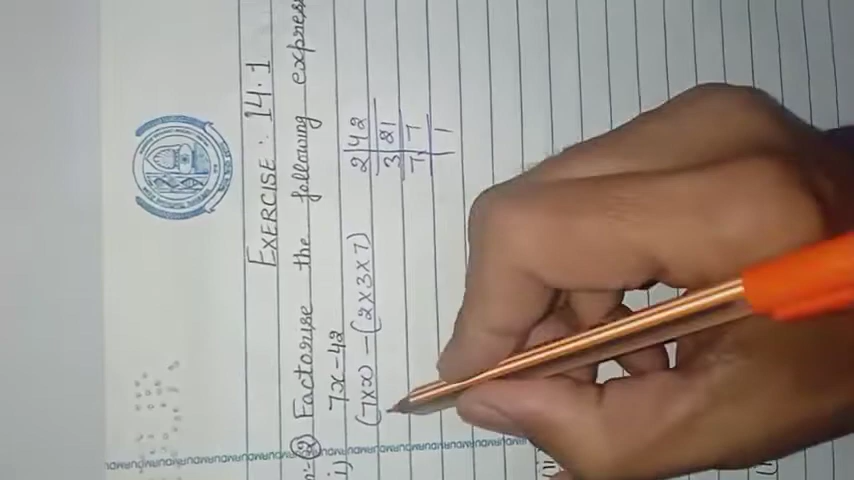 EXERCISE : 14.1
② Factorise the following expres
i) 7x - 42
(7×x) - (2×3×7)
2 | 42
3 | 21
7 | 7
1